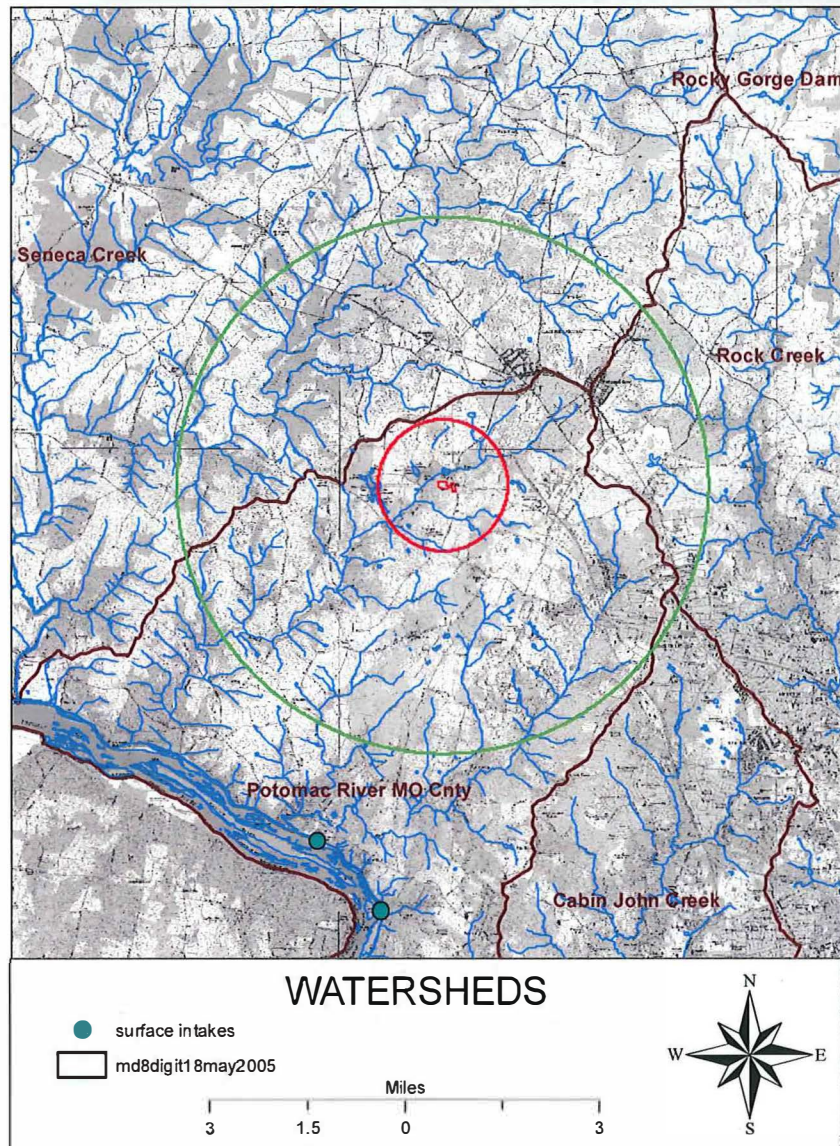 Rocky Gorge Dam
Seneca Creek
Rock Creek
Potomac River MO Cnty
Cabin John Creek
WATERSHEDS
surface intakes
md8digit18may2005
N
W E
S
Miles
3 1.5 0 3